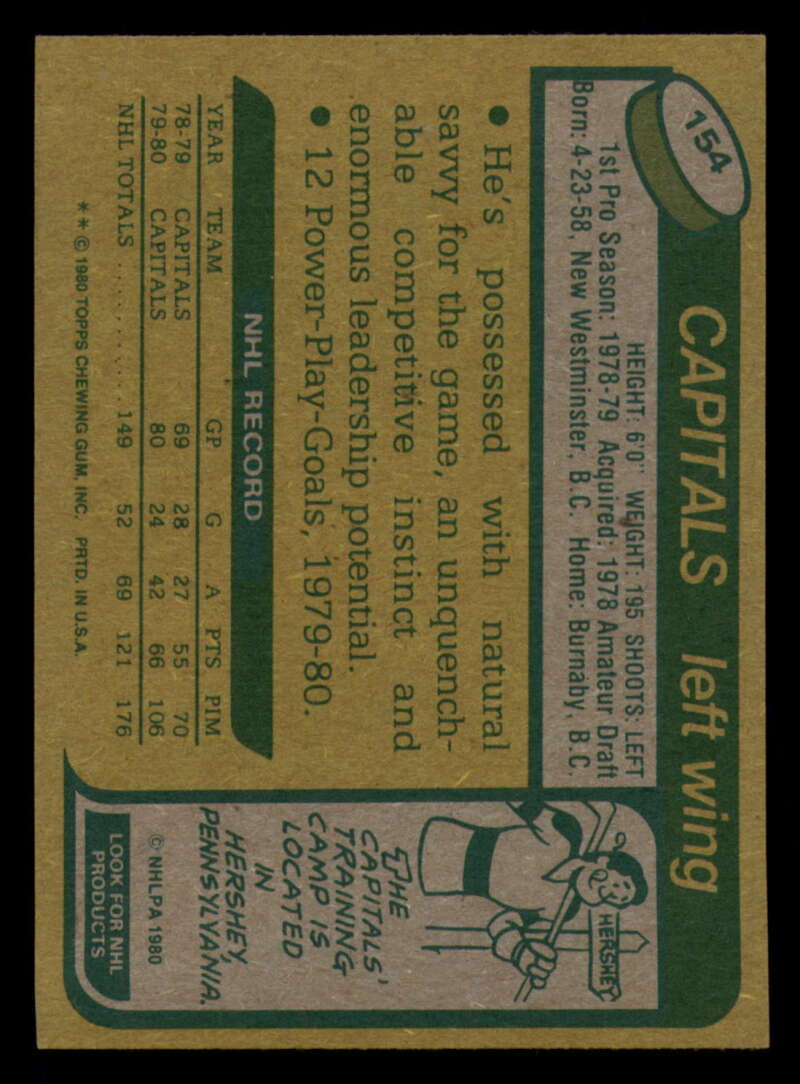 154
CAPITALS left wing
HEIGHT: 6'0" WEIGHT: 195 SHOOTS: LEFT
1st Pro Season: 1978-79 Acquired: 1978 Amateur Draft
Born: 4-23-58, New Westminster, B.C. Home: Burnaby, B.C.
● He's possessed with natural
savvy for the game, an unquench-
able competitive instinct and
enormous leadership potential.
● 12 Power-Play-Goals, 1979-80.
NHL RECORD
YEAR TEAM GP G A PTS PIM
78-79 CAPITALS 69 28 27 55 70
79-80 CAPITALS 80 24 42 66 106
NHL TOTALS ............ 149 52 69 121 176
** © 1980 TOPPS CHEWING GUM, INC. PRTD. IN U.S.A.
HERSHEY
THE
CAPITALS'
TRAINING
CAMP IS
LOCATED
IN
HERSHEY,
PENNSYLVANIA.
© NHLPA 1980
LOOK FOR NHL
PRODUCTS